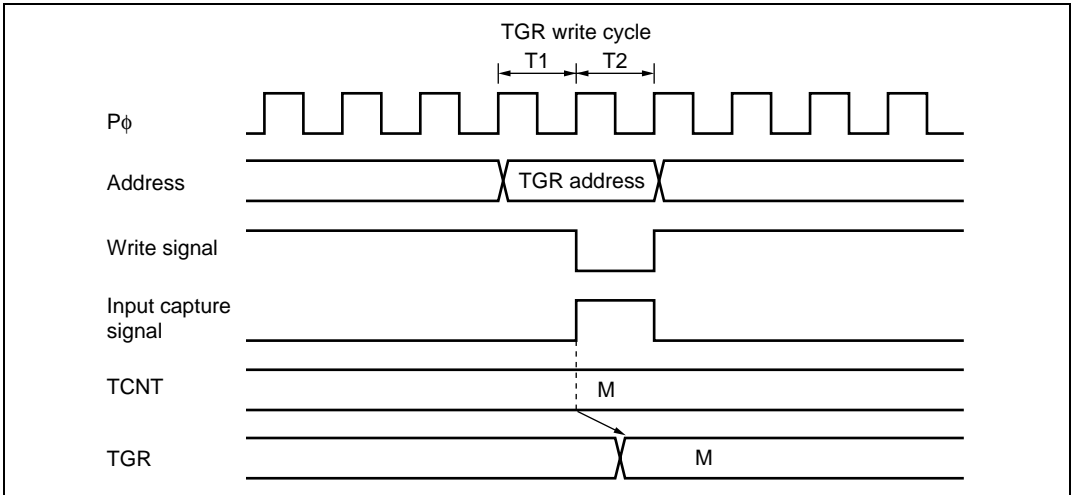 TGR write cycle
T1 T2
Pϕ
Address TGR address
Write signal
Input capture
signal
TCNT M
TGR M